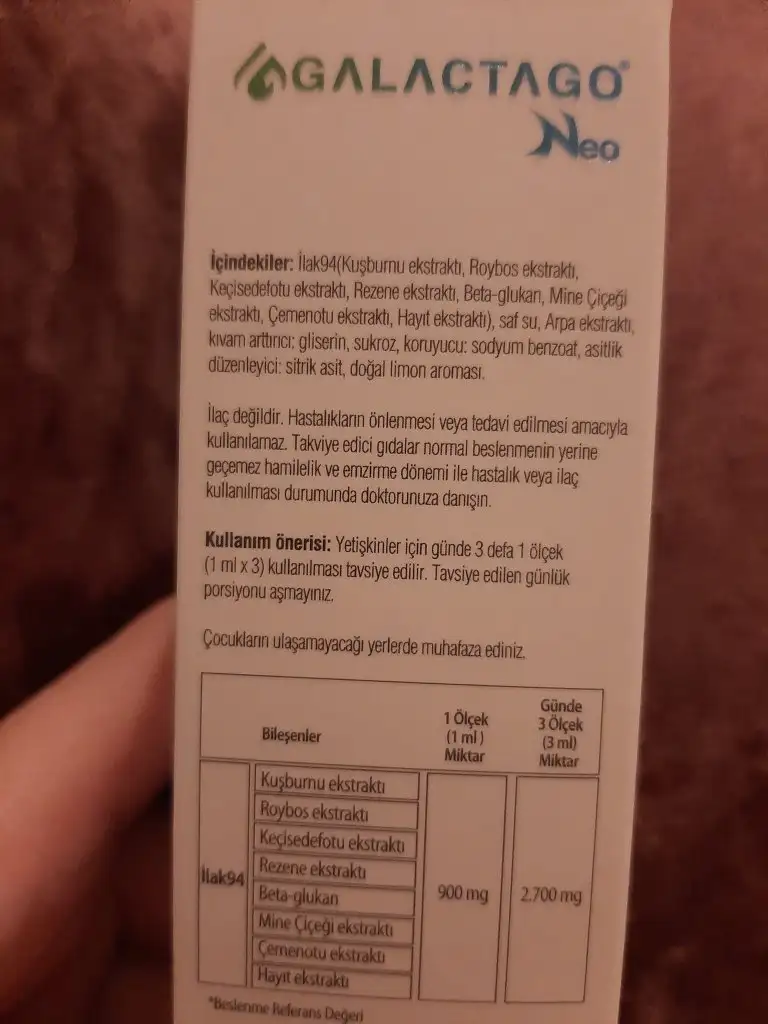 GALACTAGO®
Neo
İçindekiler: İlak94(Kuşburnu ekstraktı, Roybos ekstraktı,
Keçisedefotu ekstraktı, Rezene ekstraktı, Beta-glukan, Mine Çiçeği
ekstraktı, Çemenotu ekstraktı, Hayıt ekstraktı), saf su, Arpa ekstraktı,
kıvam arttırıcı: gliserin, sukroz, koruyucu: sodyum benzoat, asitlik
düzenleyici: sitrik asit, doğal limon aroması.
İlaç değildir. Hastalıkların önlenmesi veya tedavi edilmesi amacıyla
kullanılamaz. Takviye edici gıdalar normal beslenmenin yerine
geçemez hamilelik ve emzirme dönemi ile hastalık veya ilaç
kullanılması durumunda doktorunuza danışın.
Kullanım önerisi: Yetişkinler için günde 3 defa 1 ölçek
(1 ml x 3) kullanılması tavsiye edilir. Tavsiye edilen günlük
porsiyonu aşmayınız.
Çocukların ulaşamayacağı yerlerde muhafaza ediniz.
Bileşenler
1 Ölçek
(1 ml )
Miktar
Günde
3 Ölçek
(3 ml)
Miktar
İlak94
Kuşburnu ekstraktı
Roybos ekstraktı
Keçisedefotu ekstraktı
Rezene ekstraktı
Beta-glukan
Mine Çiçeği ekstraktı
Çemenotu ekstraktı
Hayıt ekstraktı
900 mg
2.700 mg
*Beslenme Referans Değeri